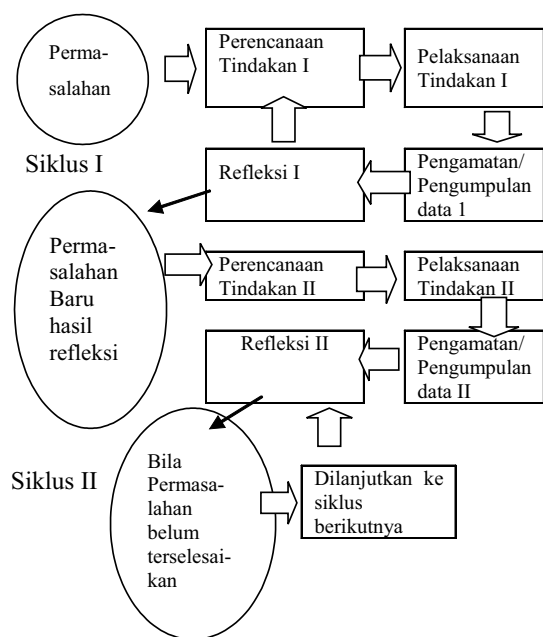 Perma-
salahan
Perencanaan
Tindakan I
Pelaksanaan
Tindakan I
Siklus I
Refleksi I
Pengamatan/
Pengumpulan
data 1
Perma-
salahan
Baru
hasil
refleksi
Perencanaan
Tindakan II
Pelaksanaan
Tindakan II
Refleksi II
Pengamatan/
Pengumpulan
data II
Siklus II
Bila
Permasa-
lahan
belum
terselesai-
kan
Dilanjutkan ke
siklus
berikutnya